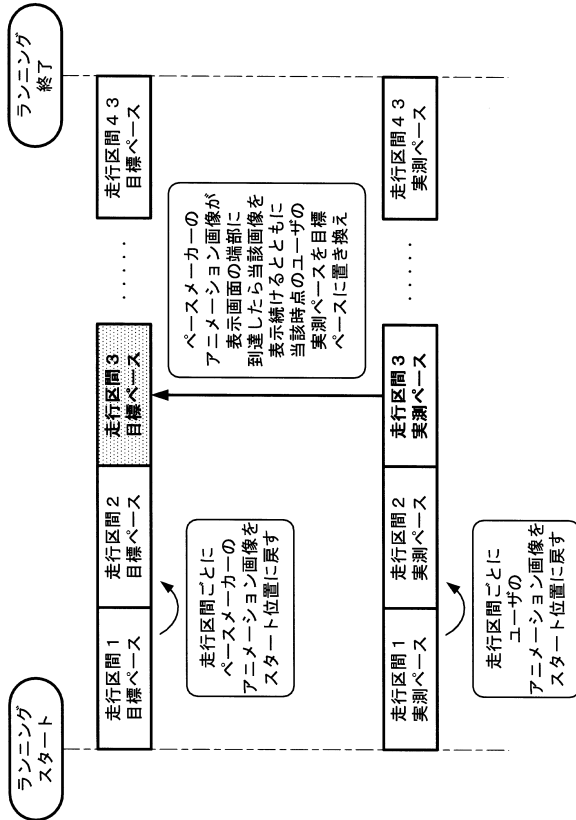 ランニング
スタート
ランニング
終了
走行区間1
目標ペース
走行区間2
目標ペース
走行区間3
目標ペース
・・・・・
走行区間43
目標ペース
走行区間ごとに
ペースメーカーの
アニメーション画像を
スタート位置に戻す
ペースメーカーの
アニメーション画像が
表示画面の端部に
到達したら当該画像を
表示続けるとともに
当該時点のユーザの
実測ペースを目標
ペースに置き換え
走行区間1
実測ペース
走行区間2
実測ペース
走行区間3
実測ペース
・・・・・
走行区間43
実測ペース
走行区間ごとに
ユーザの
アニメーション画像を
スタート位置に戻す